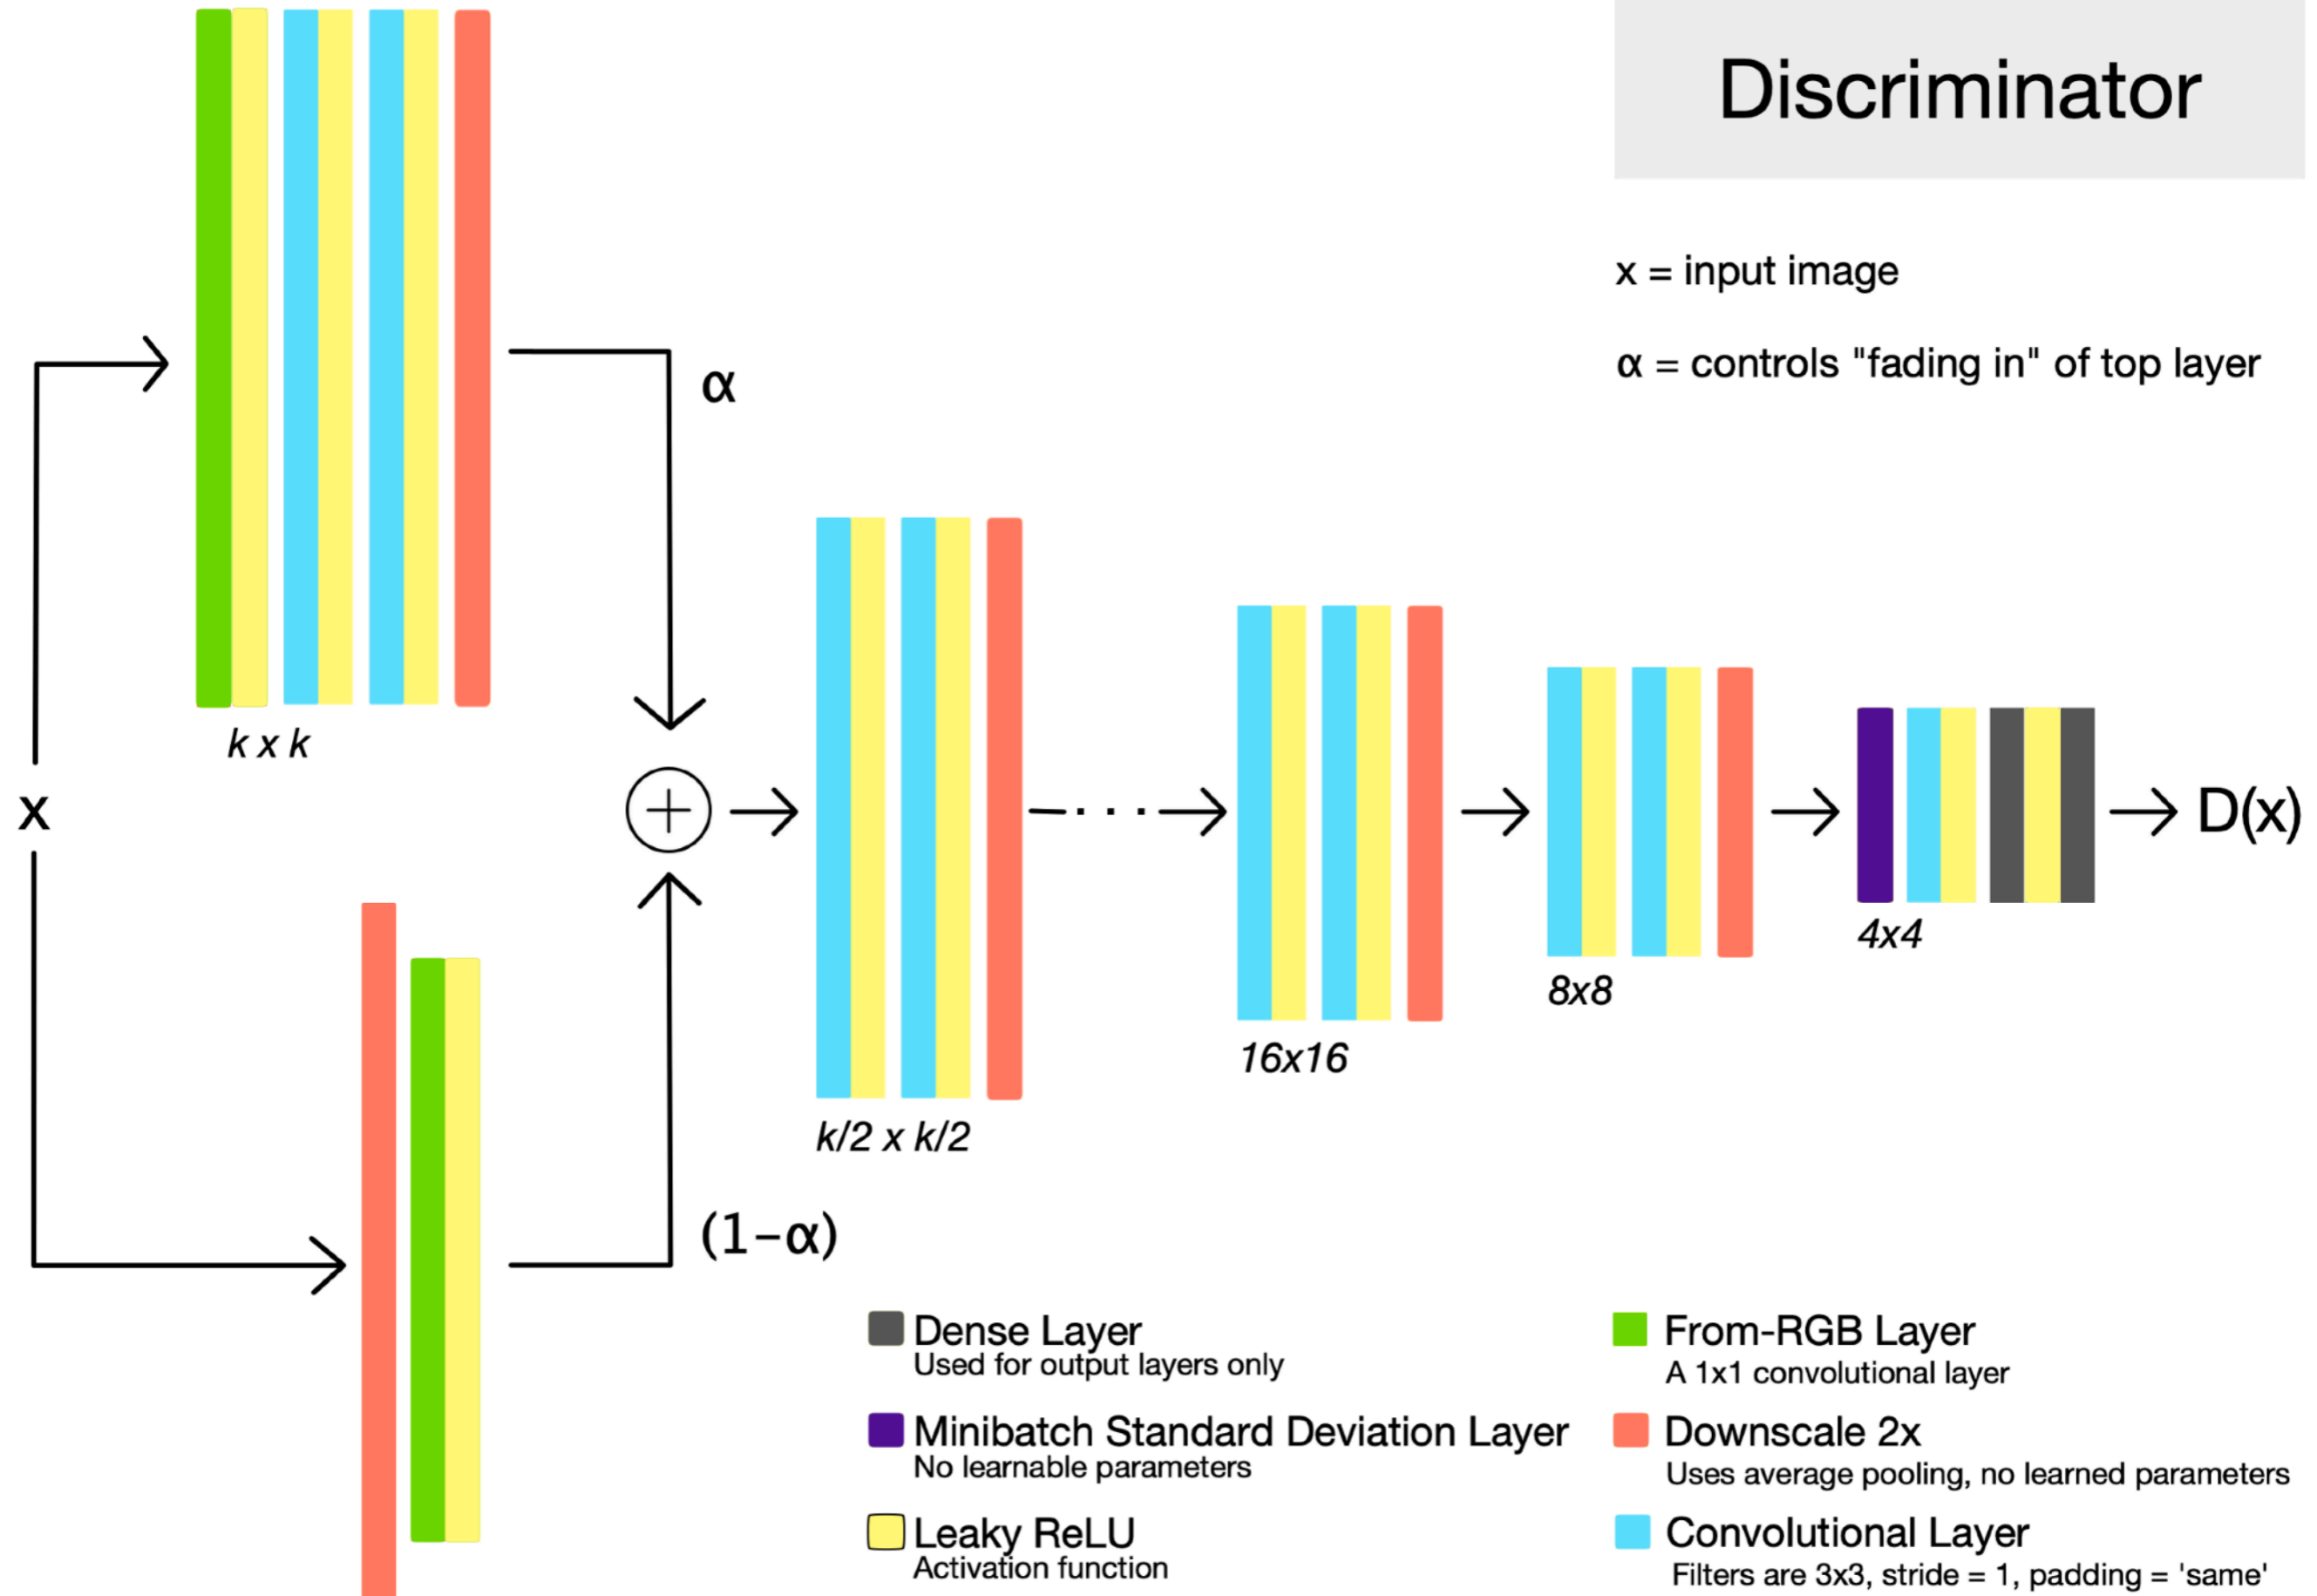 Discriminator
x = input image
α = controls "fading in" of top layer
α
k x k
x
D(x)
4x4
8x8
16x16
k/2 x k/2
(1-α)
Dense Layer
Used for output layers only
Minibatch Standard Deviation Layer
No learnable parameters
Leaky ReLU
Activation function
From-RGB Layer
A 1x1 convolutional layer
Downscale 2x
Uses average pooling, no learned parameters
Convolutional Layer
Filters are 3x3, stride = 1, padding = 'same'